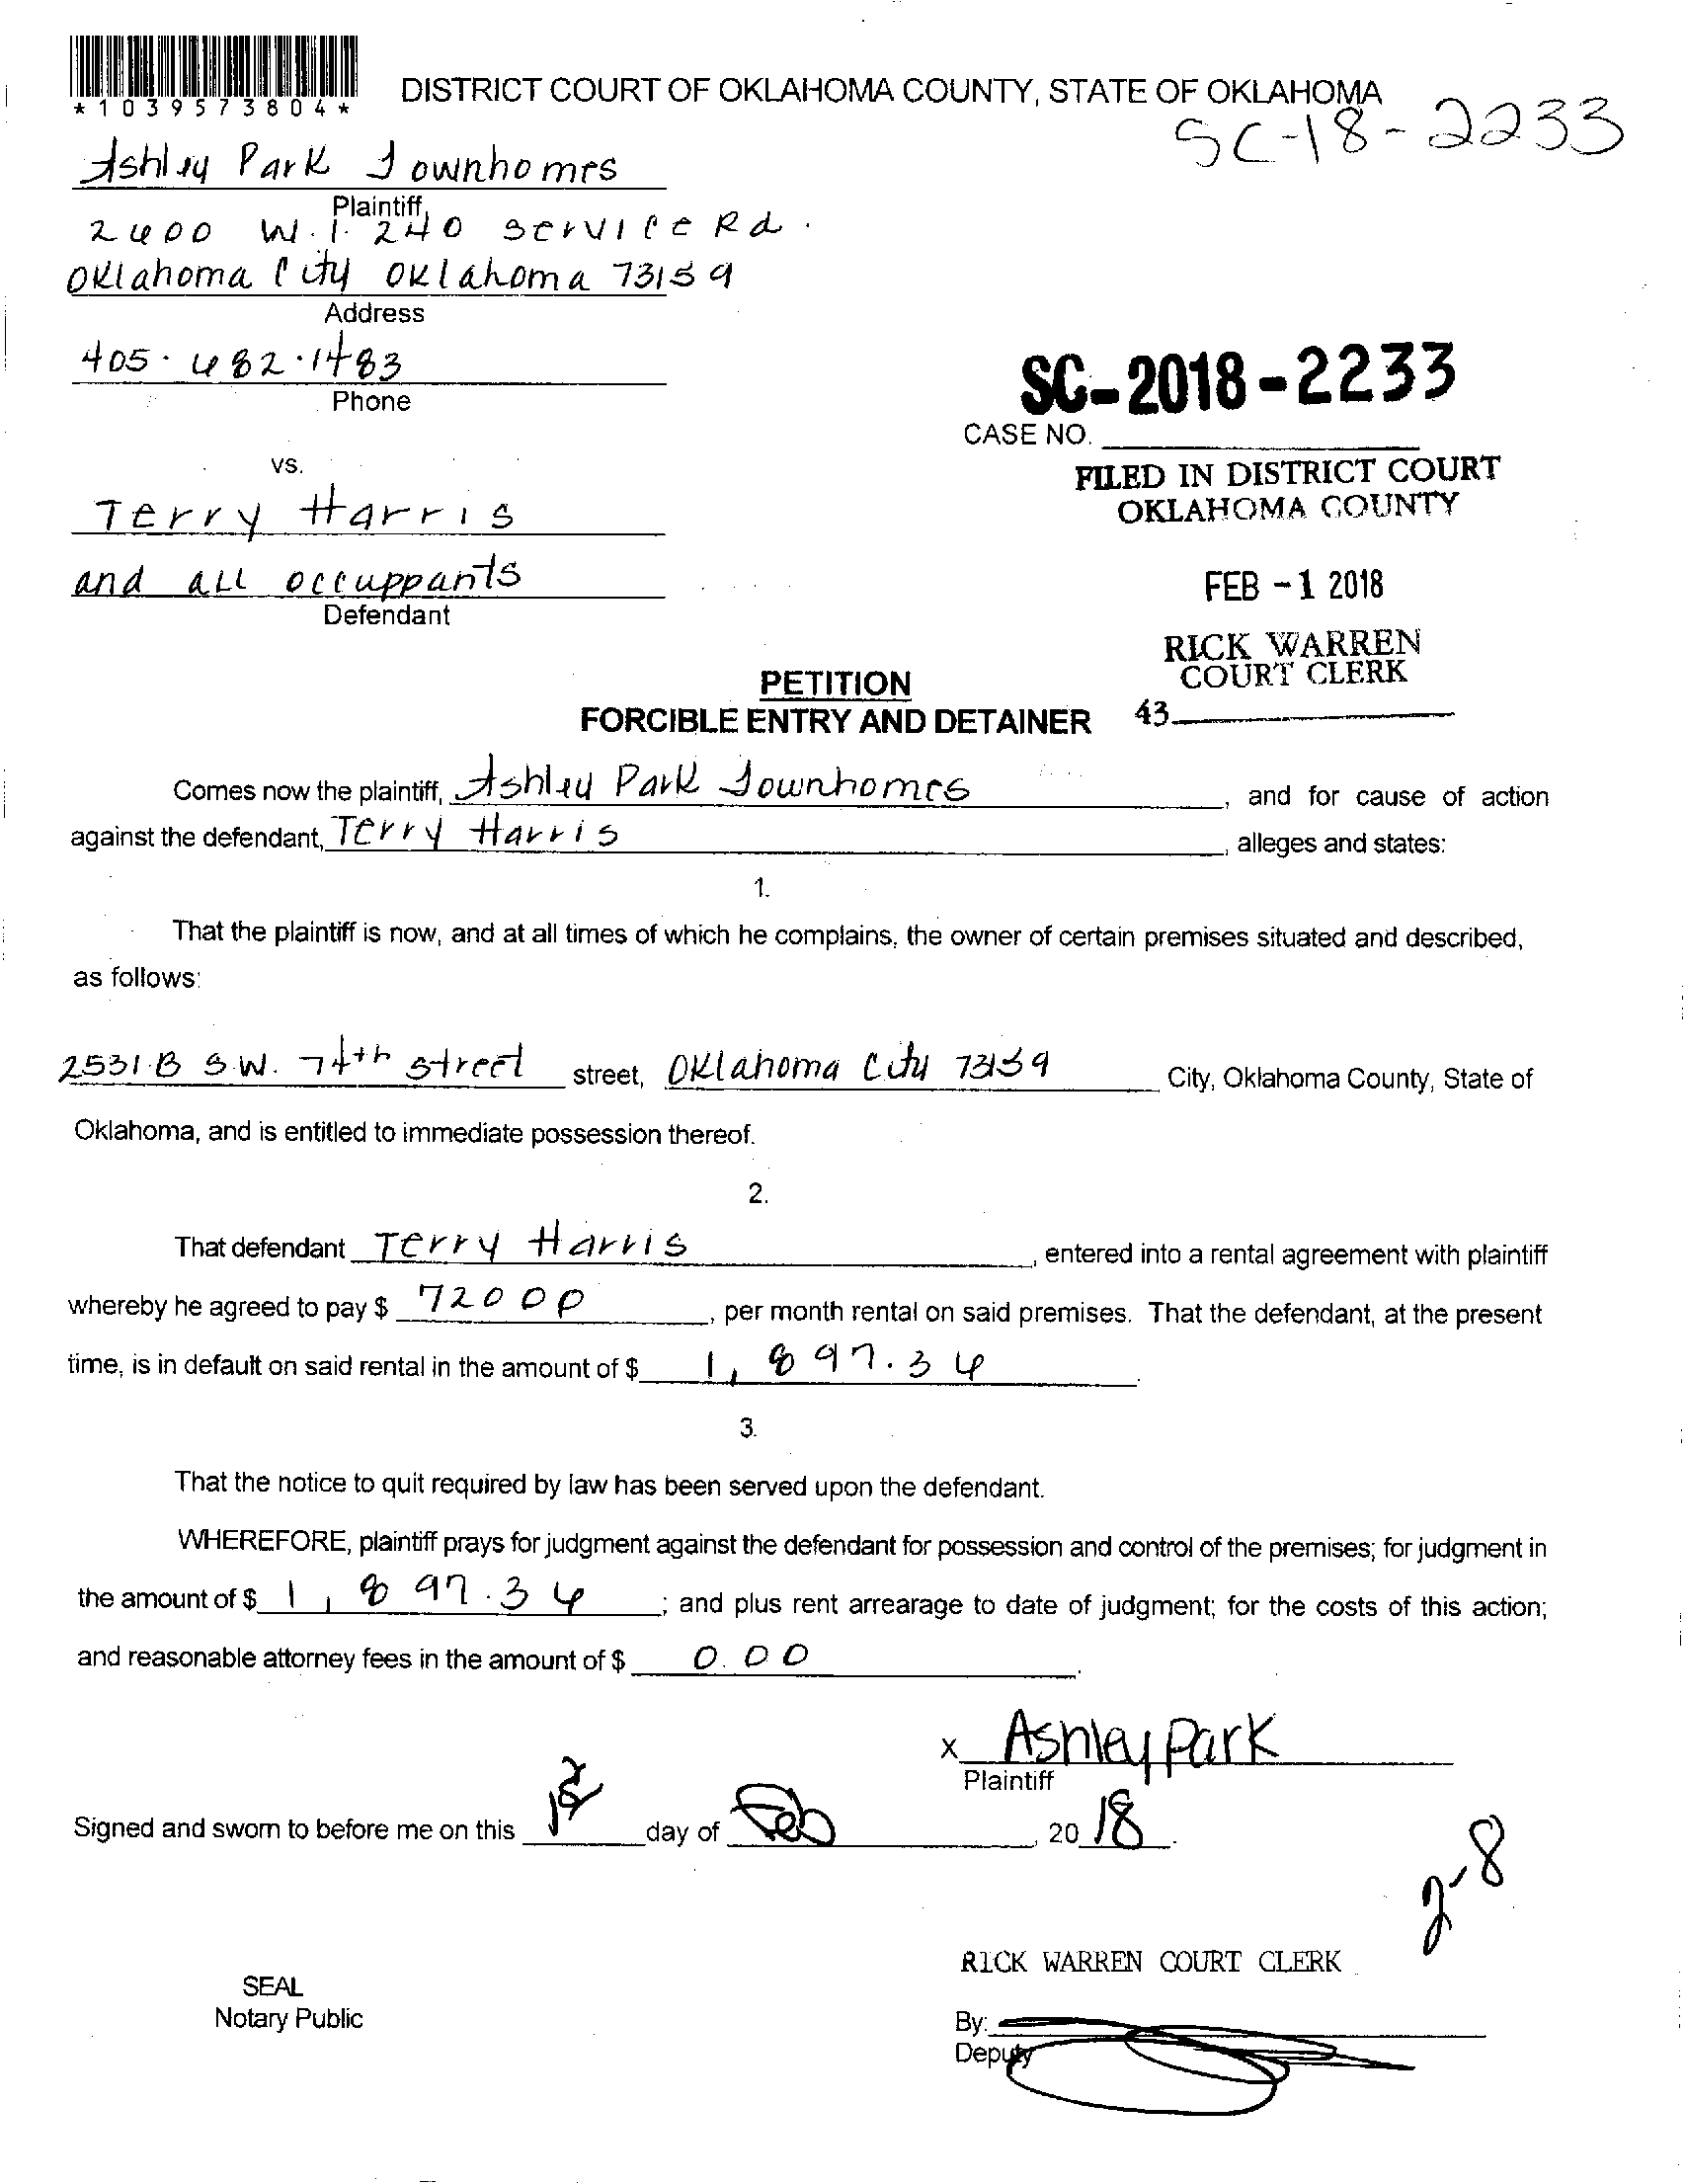 *1039573804*
DISTRICT COURT OF OKLAHOMA COUNTY, STATE OF OKLAHOMA
SC-18-2233
Ashley Park Townhomes
Plaintiff,
2600 W. I. 240 Service Rd.
Oklahoma City Oklahoma 73159
Address
405.682.1483
Phone
SC-2018-2233
CASE NO.
vs.
FILED IN DISTRICT COURT
OKLAHOMA COUNTY
Terry Harris
and all occuppants
Defendant
FEB -1 2018
RICK WARREN
COURT CLERK
43
PETITION
FORCIBLE ENTRY AND DETAINER
Comes now the plaintiff, Ashley Park Townhomes, and for cause of action
against the defendant, Terry Harris, alleges and states:
1.
That the plaintiff is now, and at all times of which he complains, the owner of certain premises situated and described,
as follows:
2531 B S.W. 74th street street, Oklahoma City 73159 City, Oklahoma County, State of
Oklahoma, and is entitled to immediate possession thereof.
2.
That defendant Terry Harris, entered into a rental agreement with plaintiff
whereby he agreed to pay $ 720 00, per month rental on said premises. That the defendant, at the present
time, is in default on said rental in the amount of $ 1,897.36.
3.
That the notice to quit required by law has been served upon the defendant.
WHEREFORE, plaintiff prays for judgment against the defendant for possession and control of the premises; for judgment in
the amount of $ 1,897.36; and plus rent arrearage to date of judgment; for the costs of this action;
and reasonable attorney fees in the amount of $ 0.00.
x Ashley Park
Plaintiff
Signed and sworn to before me on this day of Feb, 20 18.
2-8
RICK WARREN COURT CLERK
SEAL
Notary Public
By:
Deputy